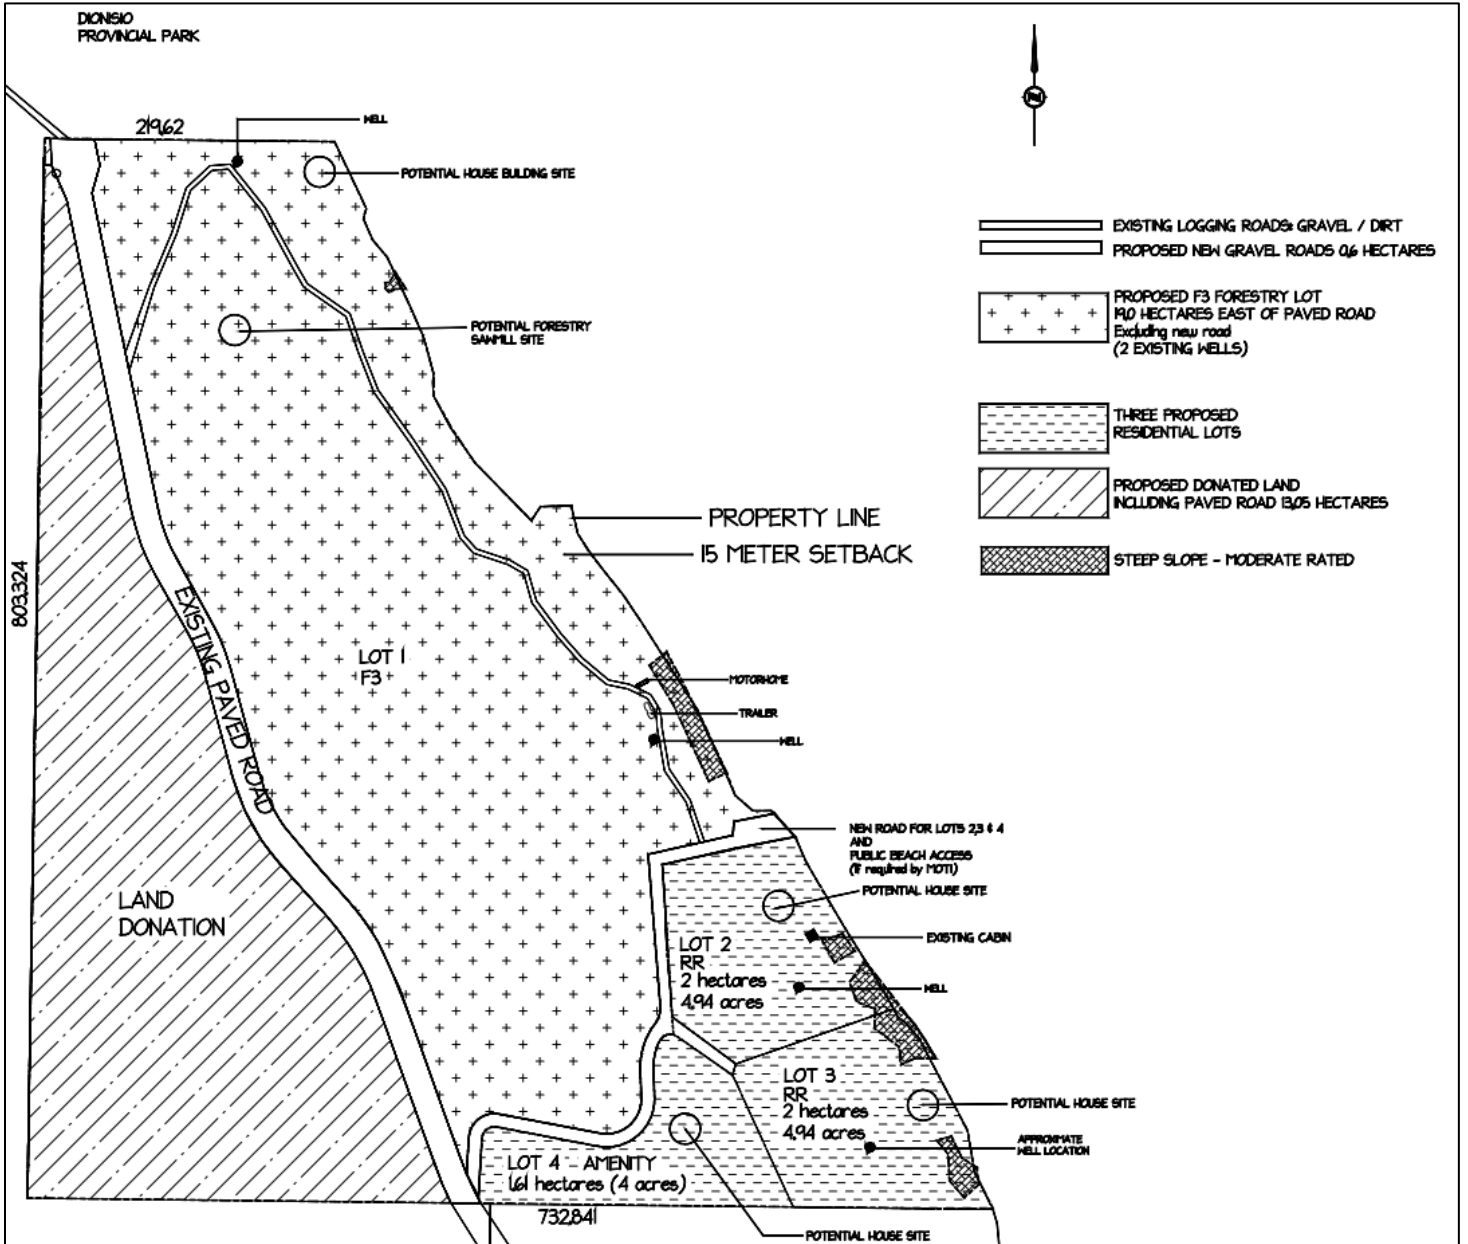 DIONISIO
PROVINCIAL PARK
219.62
WELL
POTENTIAL HOUSE BUILDING SITE
POTENTIAL FORESTRY
SAWMILL SITE
EXISTING LOGGING ROADS: GRAVEL / DIRT
PROPOSED NEW GRAVEL ROADS 0.6 HECTARES
PROPOSED F3 FORESTRY LOT
19.0 HECTARES EAST OF PAVED ROAD
Excluding new road
(2 EXISTING WELLS)
THREE PROPOSED
RESIDENTIAL LOTS
PROPOSED DONATED LAND
INCLUDING PAVED ROAD 13.05 HECTARES
STEEP SLOPE - MODERATE RATED
PROPERTY LINE
15 METER SETBACK
803.324
EXISTING PAVED ROAD
LOT 1
F3
MOTORHOME
TRAILER
WELL
NEW ROAD FOR LOTS 2,3 & 4
AND
PUBLIC BEACH ACCESS
(if required by MOTI)
POTENTIAL HOUSE SITE
LAND
DONATION
EXISTING CABIN
LOT 2
RR
2 hectares
4.94 acres
WELL
LOT 3
RR
2 hectares
4.94 acres
POTENTIAL HOUSE SITE
APPROXIMATE
WELL LOCATION
LOT 4 - AMENITY
1.61 hectares (4 acres)
732.841
POTENTIAL HOUSE SITE